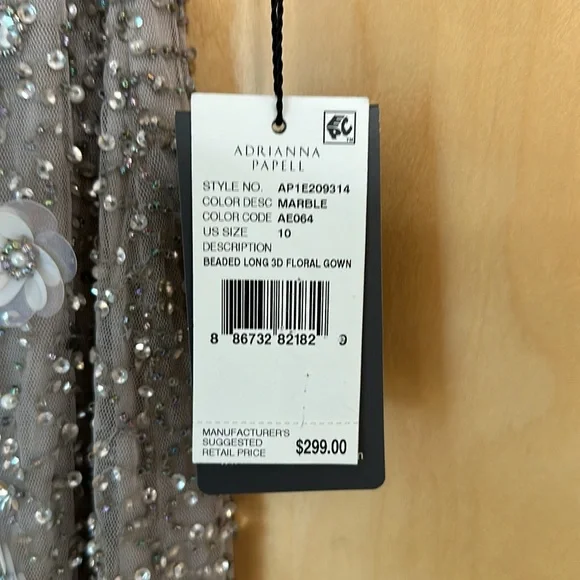 ADRIANNA
PAPELL
STYLE NO. AP1E209314
COLOR DESC MARBLE
COLOR CODE AE064
US SIZE 10
DESCRIPTION
BEADED LONG 3D FLORAL GOWN
8 86732 82182 9
MANUFACTURER'S
SUGGESTED
RETAIL PRICE $299.00